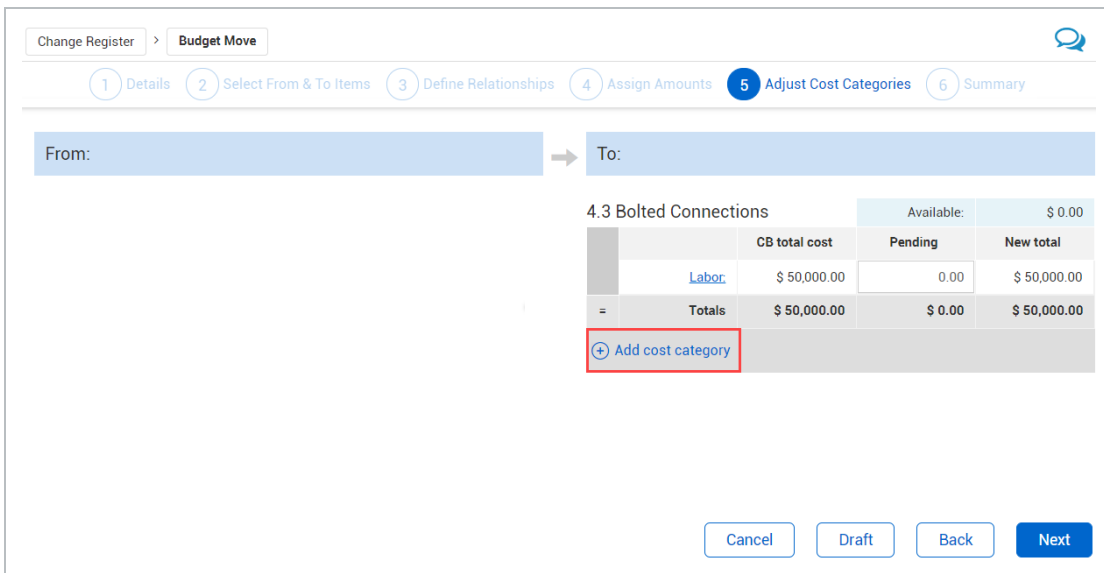 Change Register > Budget Move
1 Details 2 Select From & To Items 3 Define Relationships 4 Assign Amounts 5 Adjust Cost Categories 6 Summary
From: To:
4.3 Bolted Connections Available: $ 0.00
CB total cost Pending New total
Labor: $ 50,000.00 0.00 $ 50,000.00
= Totals $ 50,000.00 $ 0.00 $ 50,000.00
+ Add cost category
Cancel Draft Back Next